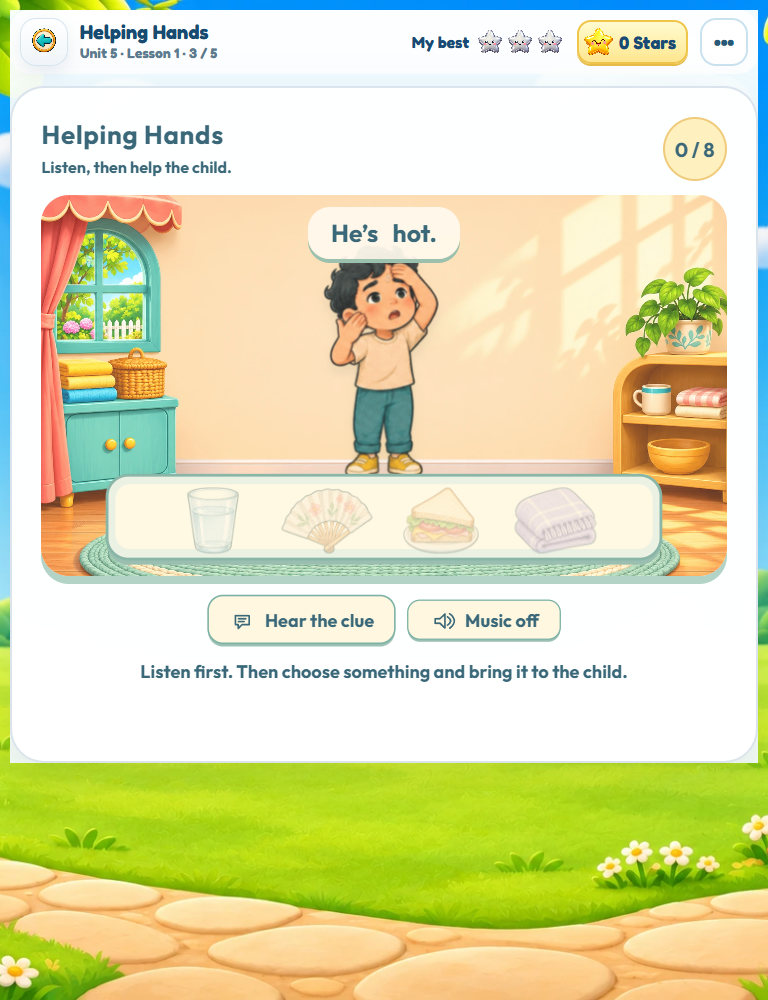 Helping Hands
Unit 5 · Lesson 1 · 3 / 5
My best
0 Stars
Helping Hands
Listen, then help the child.
0 / 8
He’s hot.
Hear the clue
Music off
Listen first. Then choose something and bring it to the child.